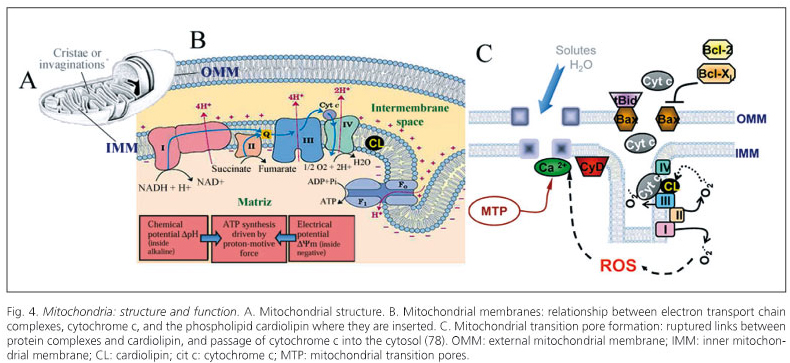 A
Cristae or
invaginations
OMM
IMM
B
4H+
4H+
2H+
Cyt c
Intermembrane
space
I
Q
II
III
IV
CL
NADH + H+
NAD+
Succinate
Fumarate
1/2 O2 + 2H+
H2O
ADP+Pi
ATP
F0
F1
H+
Matriz
Chemical
potential ΔpH
(inside
alkaline)
ATP synthesis
driven by
proton-motive
force
Electrical
potential
ΔΨm (inside
negative)
C
Solutes
H2O
Cyt c
Bcl-2
Bcl-XL
tBid
Bax
Bax
OMM
Cyt c
IMM
Ca 2+
CyD
MTP
IV
Cyt c
CL
III
II
I
O2-
O2-
O2-
ROS
Fig. 4. Mitochondria: structure and function. A. Mitochondrial structure. B. Mitochondrial membranes: relationship between electron transport chain
complexes, cytochrome c, and the phospholipid cardiolipin where they are inserted. C. Mitochondrial transition pore formation: ruptured links between
protein complexes and cardiolipin, and passage of cytochrome c into the cytosol (78). OMM: external mitochondrial membrane; IMM: inner mitochon-
drial membrane; CL: cardiolipin; cit c: cytochrome c; MTP: mitochondrial transition pores.